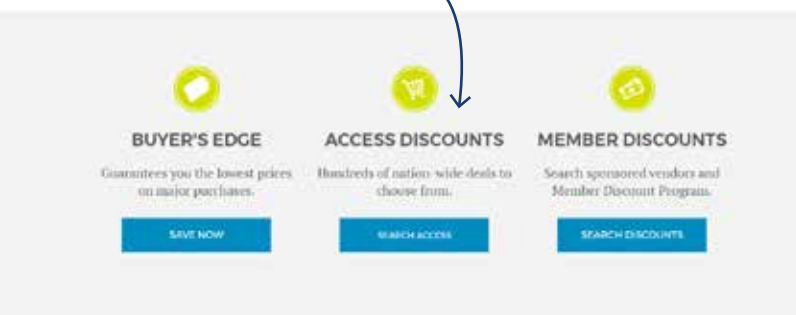 BUYER'S EDGE
Guarantees you the lowest prices
on major purchases.
SAVE NOW
ACCESS DISCOUNTS
Hundreds of nation-wide deals to
choose from.
SEARCH ACCESS
MEMBER DISCOUNTS
Search sponsored vendors and
Member Discount Program.
SEARCH DISCOUNTS